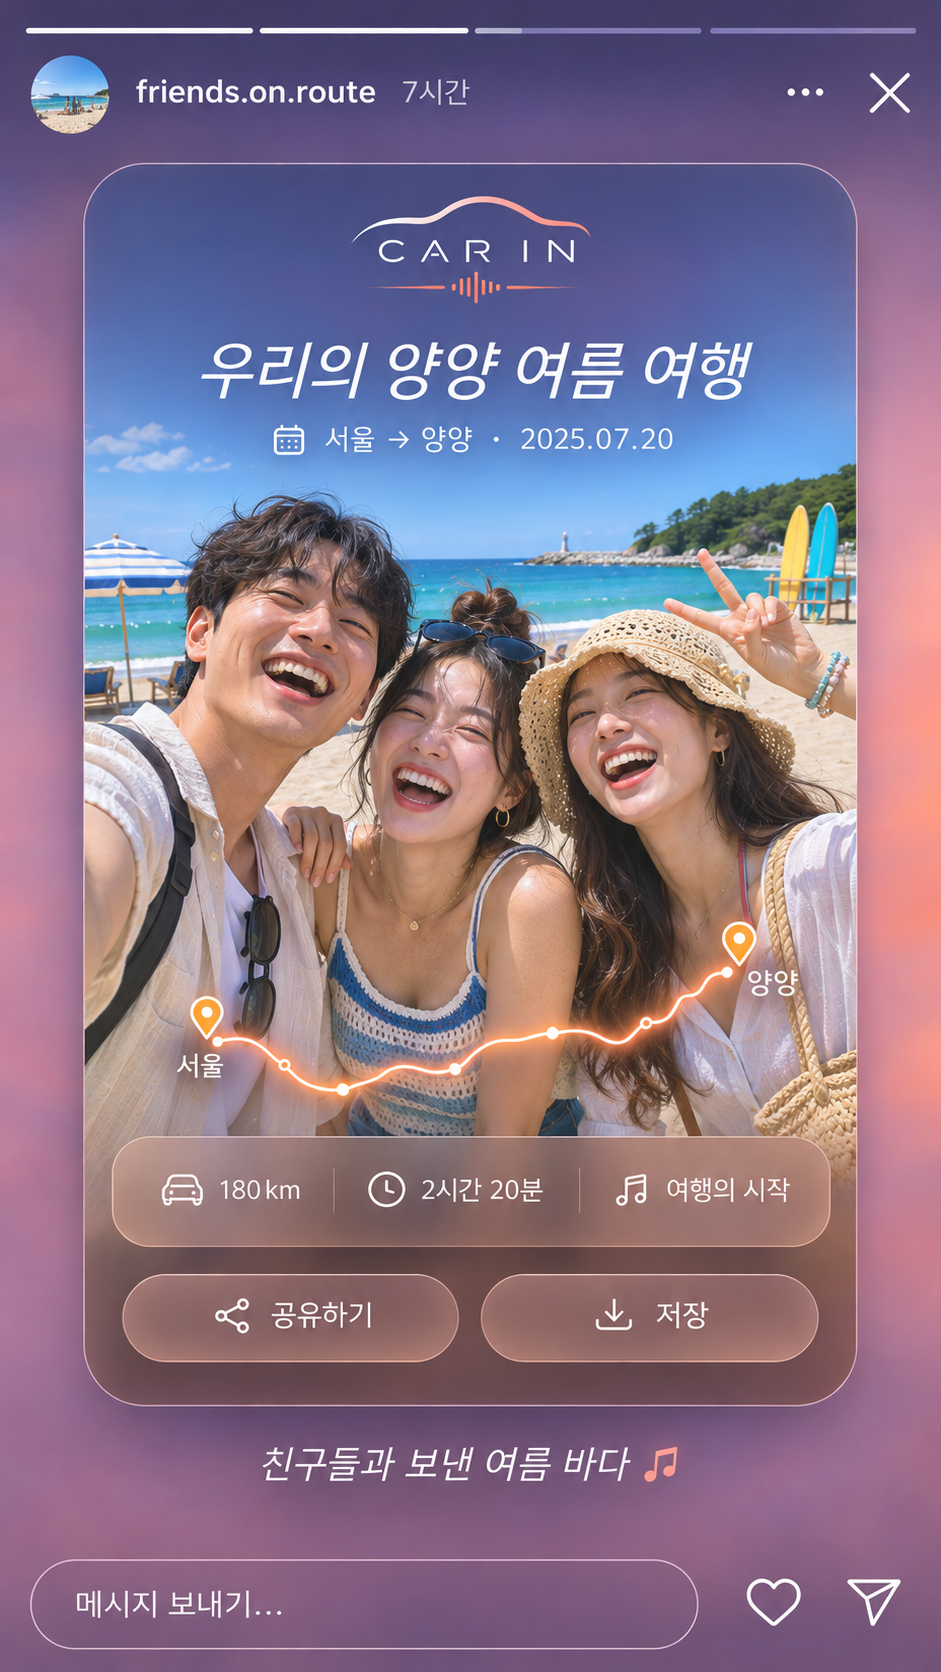 friends.on.route 7시간
CAR IN
우리의 양양 여름 여행
서울 → 양양 · 2025.07.20
양양
서울
180 km 2시간 20분 여행의 시작
공유하기 저장
친구들과 보낸 여름 바다
메시지 보내기...